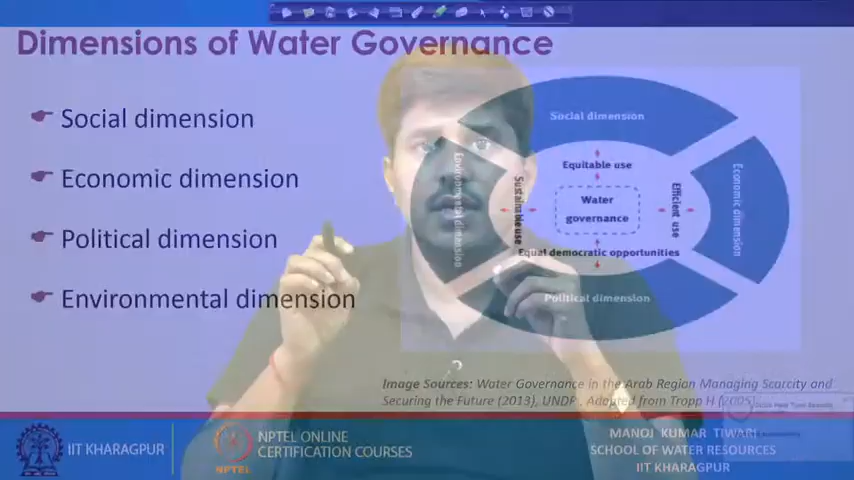 Dimensions of Water Governance
Social dimension
Economic dimension
Political dimension
Environmental dimension
Social dimension
Equitable use
Environmental dimension
Sustainable use
Water
governance
Efficient use
Economic dimension
Equal democratic opportunities
Political dimension
Image Sources: Water Governance in the Arab Region Managing Scarcity and
Securing the Future (2013), UNDP, Adapted from Tropp H (2005)
IIT KHARAGPUR
NPTEL
NPTEL ONLINE
CERTIFICATION COURSES
MANOJ KUMAR TIWARI
SCHOOL OF WATER RESOURCES
IIT KHARAGPUR